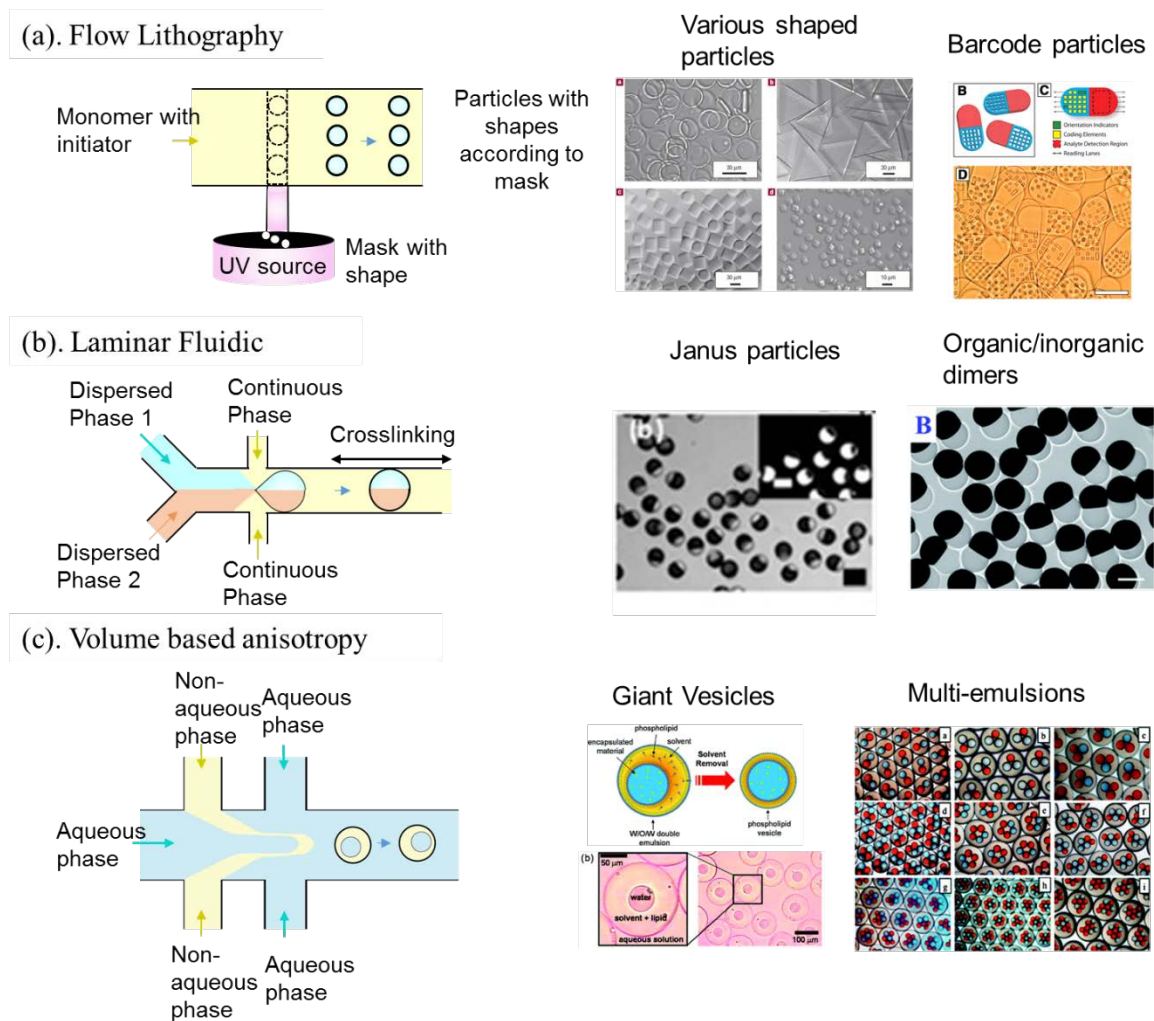 (a). Flow Lithography
Monomer with
initiator
UV source
Mask with
shape
Particles with
shapes
according to
mask
Various shaped
particles
a
b
30 µm
30 µm
c
d
30 µm
10 µm
Barcode particles
B
C
Orientation Indicators
Coding Elements
Analyte Detection Region
Reading Lanes
D
(b). Laminar Fluidic
Dispersed
Phase 1
Continuous
Phase
Crosslinking
Dispersed
Phase 2
Continuous
Phase
Janus particles
(b)
Organic/inorganic
dimers
B
(c). Volume based anisotropy
Non-
aqueous
phase
Aqueous
phase
Aqueous
phase
Non-
aqueous
phase
Aqueous
phase
Giant Vesicles
phospholipid
encapsulated
material
solvent
Solvent
Removal
W/O/W double
emulsion
phospholipid
vesicle
(b)
50 µm
water
solvent + lipid
aqueous solution
100 µm
Multi-emulsions
a
b
c
d
e
f
g
h
i